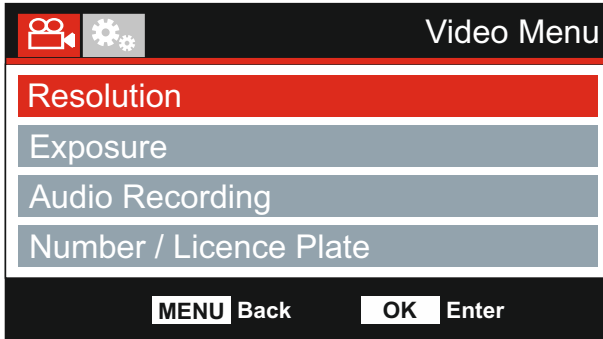 Video Menu
Resolution
Exposure
Audio Recording
Number / Licence Plate
MENU Back OK Enter